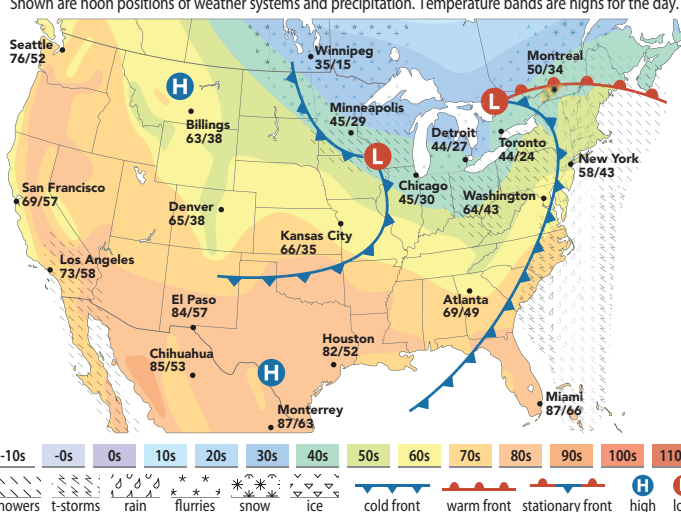 Shown are noon positions of weather systems and precipitation. Temperature bands are highs for the day.
Seattle
76/52
Winnipeg
35/15
Montreal
50/34
H
L
Billings
63/38
Minneapolis
45/29
L
Detroit
44/27
Toronto
44/24
New York
58/43
San Francisco
69/57
Denver
65/38
Chicago
45/30
Washington
64/43
Kansas City
66/35
Los Angeles
73/58
El Paso
84/57
Atlanta
69/49
Chihuahua
85/53
H
Houston
82/52
Monterrey
87/63
Miami
87/66
-10s -0s 0s 10s 20s 30s 40s 50s 60s 70s 80s 90s 100s 110
H L
howers t-storms rain flurries snow ice cold front warm front stationary front high lo